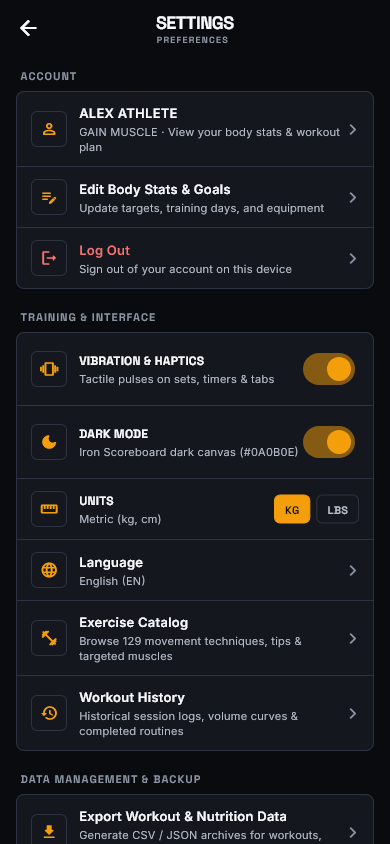 SETTINGS
PREFERENCES
ACCOUNT
ALEX ATHLETE
GAIN MUSCLE · View your body stats & workout
plan
Edit Body Stats & Goals
Update targets, training days, and equipment
Log Out
Sign out of your account on this device
TRAINING & INTERFACE
VIBRATION & HAPTICS
Tactile pulses on sets, timers & tabs
DARK MODE
Iron Scoreboard dark canvas (#0A0B0E)
UNITS
Metric (kg, cm)
KG
LBS
Language
English (EN)
Exercise Catalog
Browse 129 movement techniques, tips &
targeted muscles
Workout History
Historical session logs, volume curves &
completed routines
DATA MANAGEMENT & BACKUP
Export Workout & Nutrition Data
Generate CSV / JSON archives for workouts,